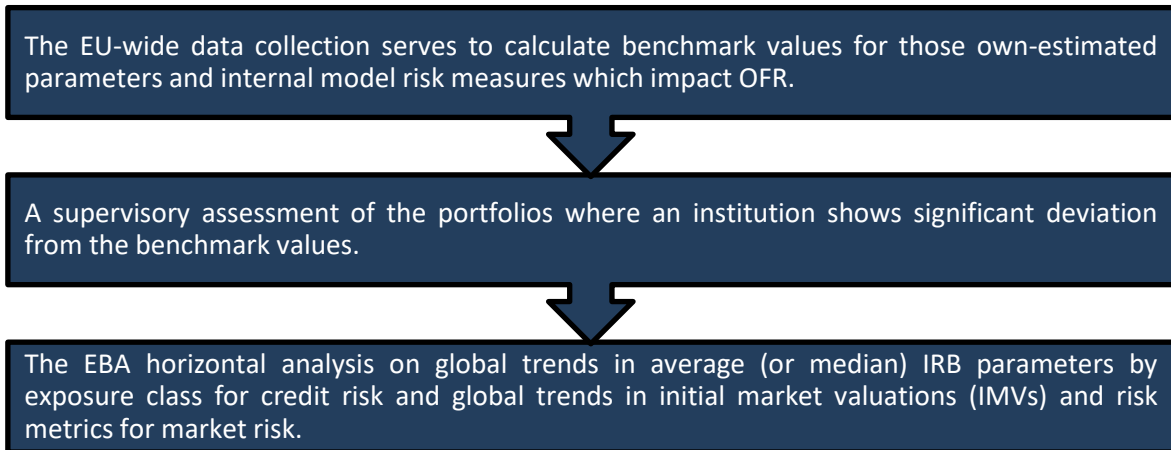 The EU-wide data collection serves to calculate benchmark values for those own-estimated
parameters and internal model risk measures which impact OFR.
A supervisory assessment of the portfolios where an institution shows significant deviation
from the benchmark values.
The EBA horizontal analysis on global trends in average (or median) IRB parameters by
exposure class for credit risk and global trends in initial market valuations (IMVs) and risk
metrics for market risk.